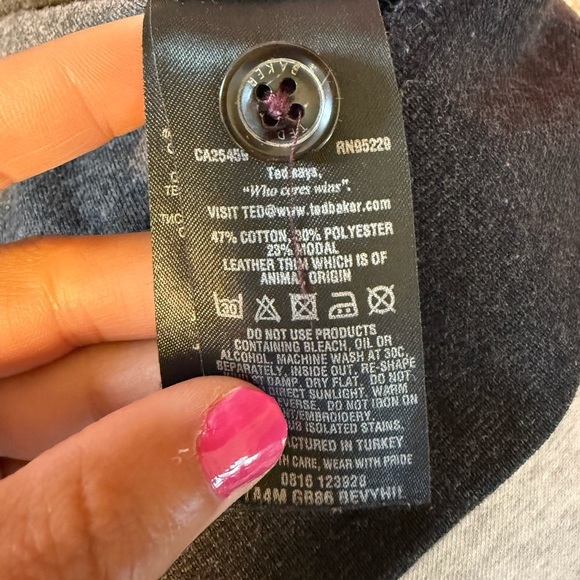 BAKER
CA25459 RN95229
Ted says,
"Who cares wins".
VISIT TED@www.tedbaker.com
47% COTTON, 30% POLYESTER
23% MODAL
LEATHER TRIM WHICH IS OF
ANIMAL ORIGIN
30
DO NOT USE PRODUCTS
CONTAINING BLEACH, OIL OR
ALCOHOL. MACHINE WASH AT 30C,
SEPARATELY, INSIDE OUT, RE-SHAPE
DAMP, DRY FLAT. DO NOT
DIRECT SUNLIGHT, WARM
REVERSE. DO NOT IRON ON
EMBROIDERY.
ISOLATED STAINS.
IN TURKEY
CARE, WEAR WITH PRIDE
0816 123928
GR86